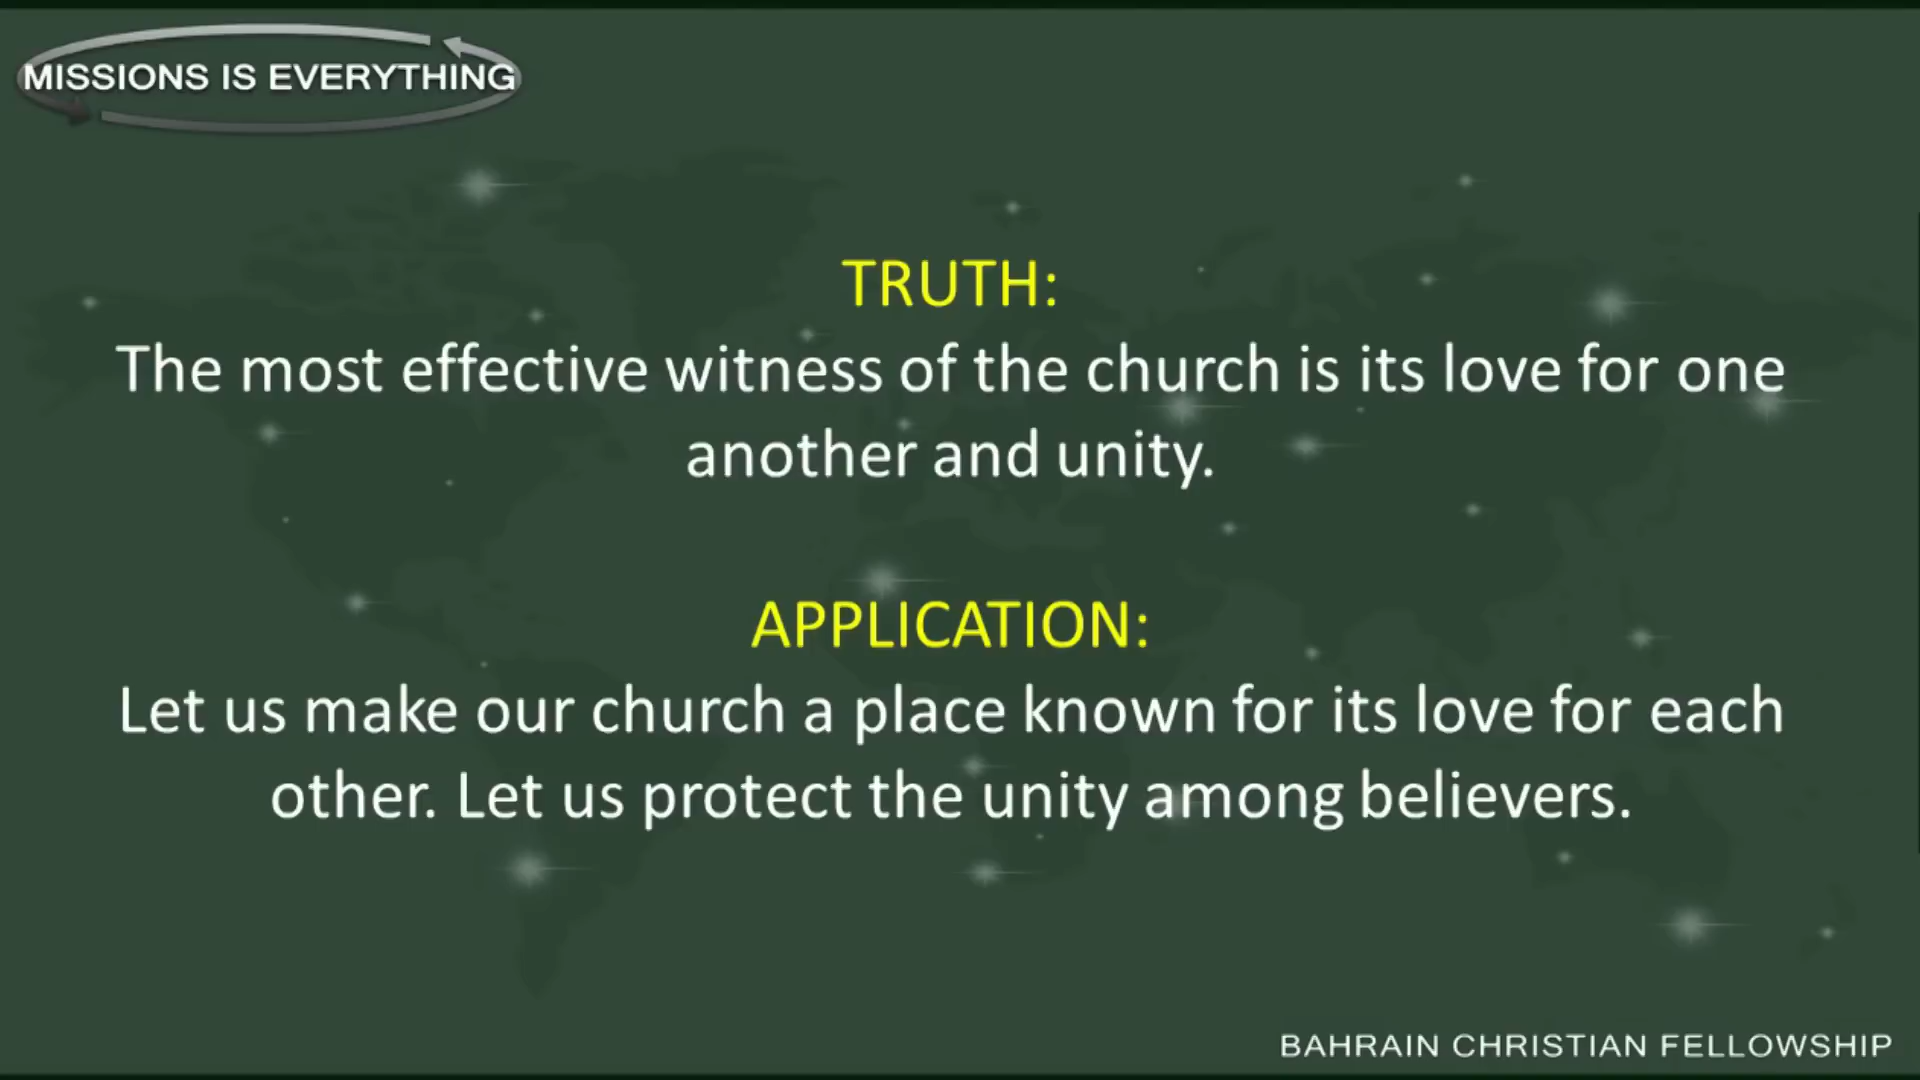 MISSIONS IS EVERYTHING
TRUTH:
The most effective witness of the church is its love for one
another and unity.
APPLICATION:
Let us make our church a place known for its love for each
other. Let us protect the unity among believers.
BAHRAIN CHRISTIAN FELLOWSHIP